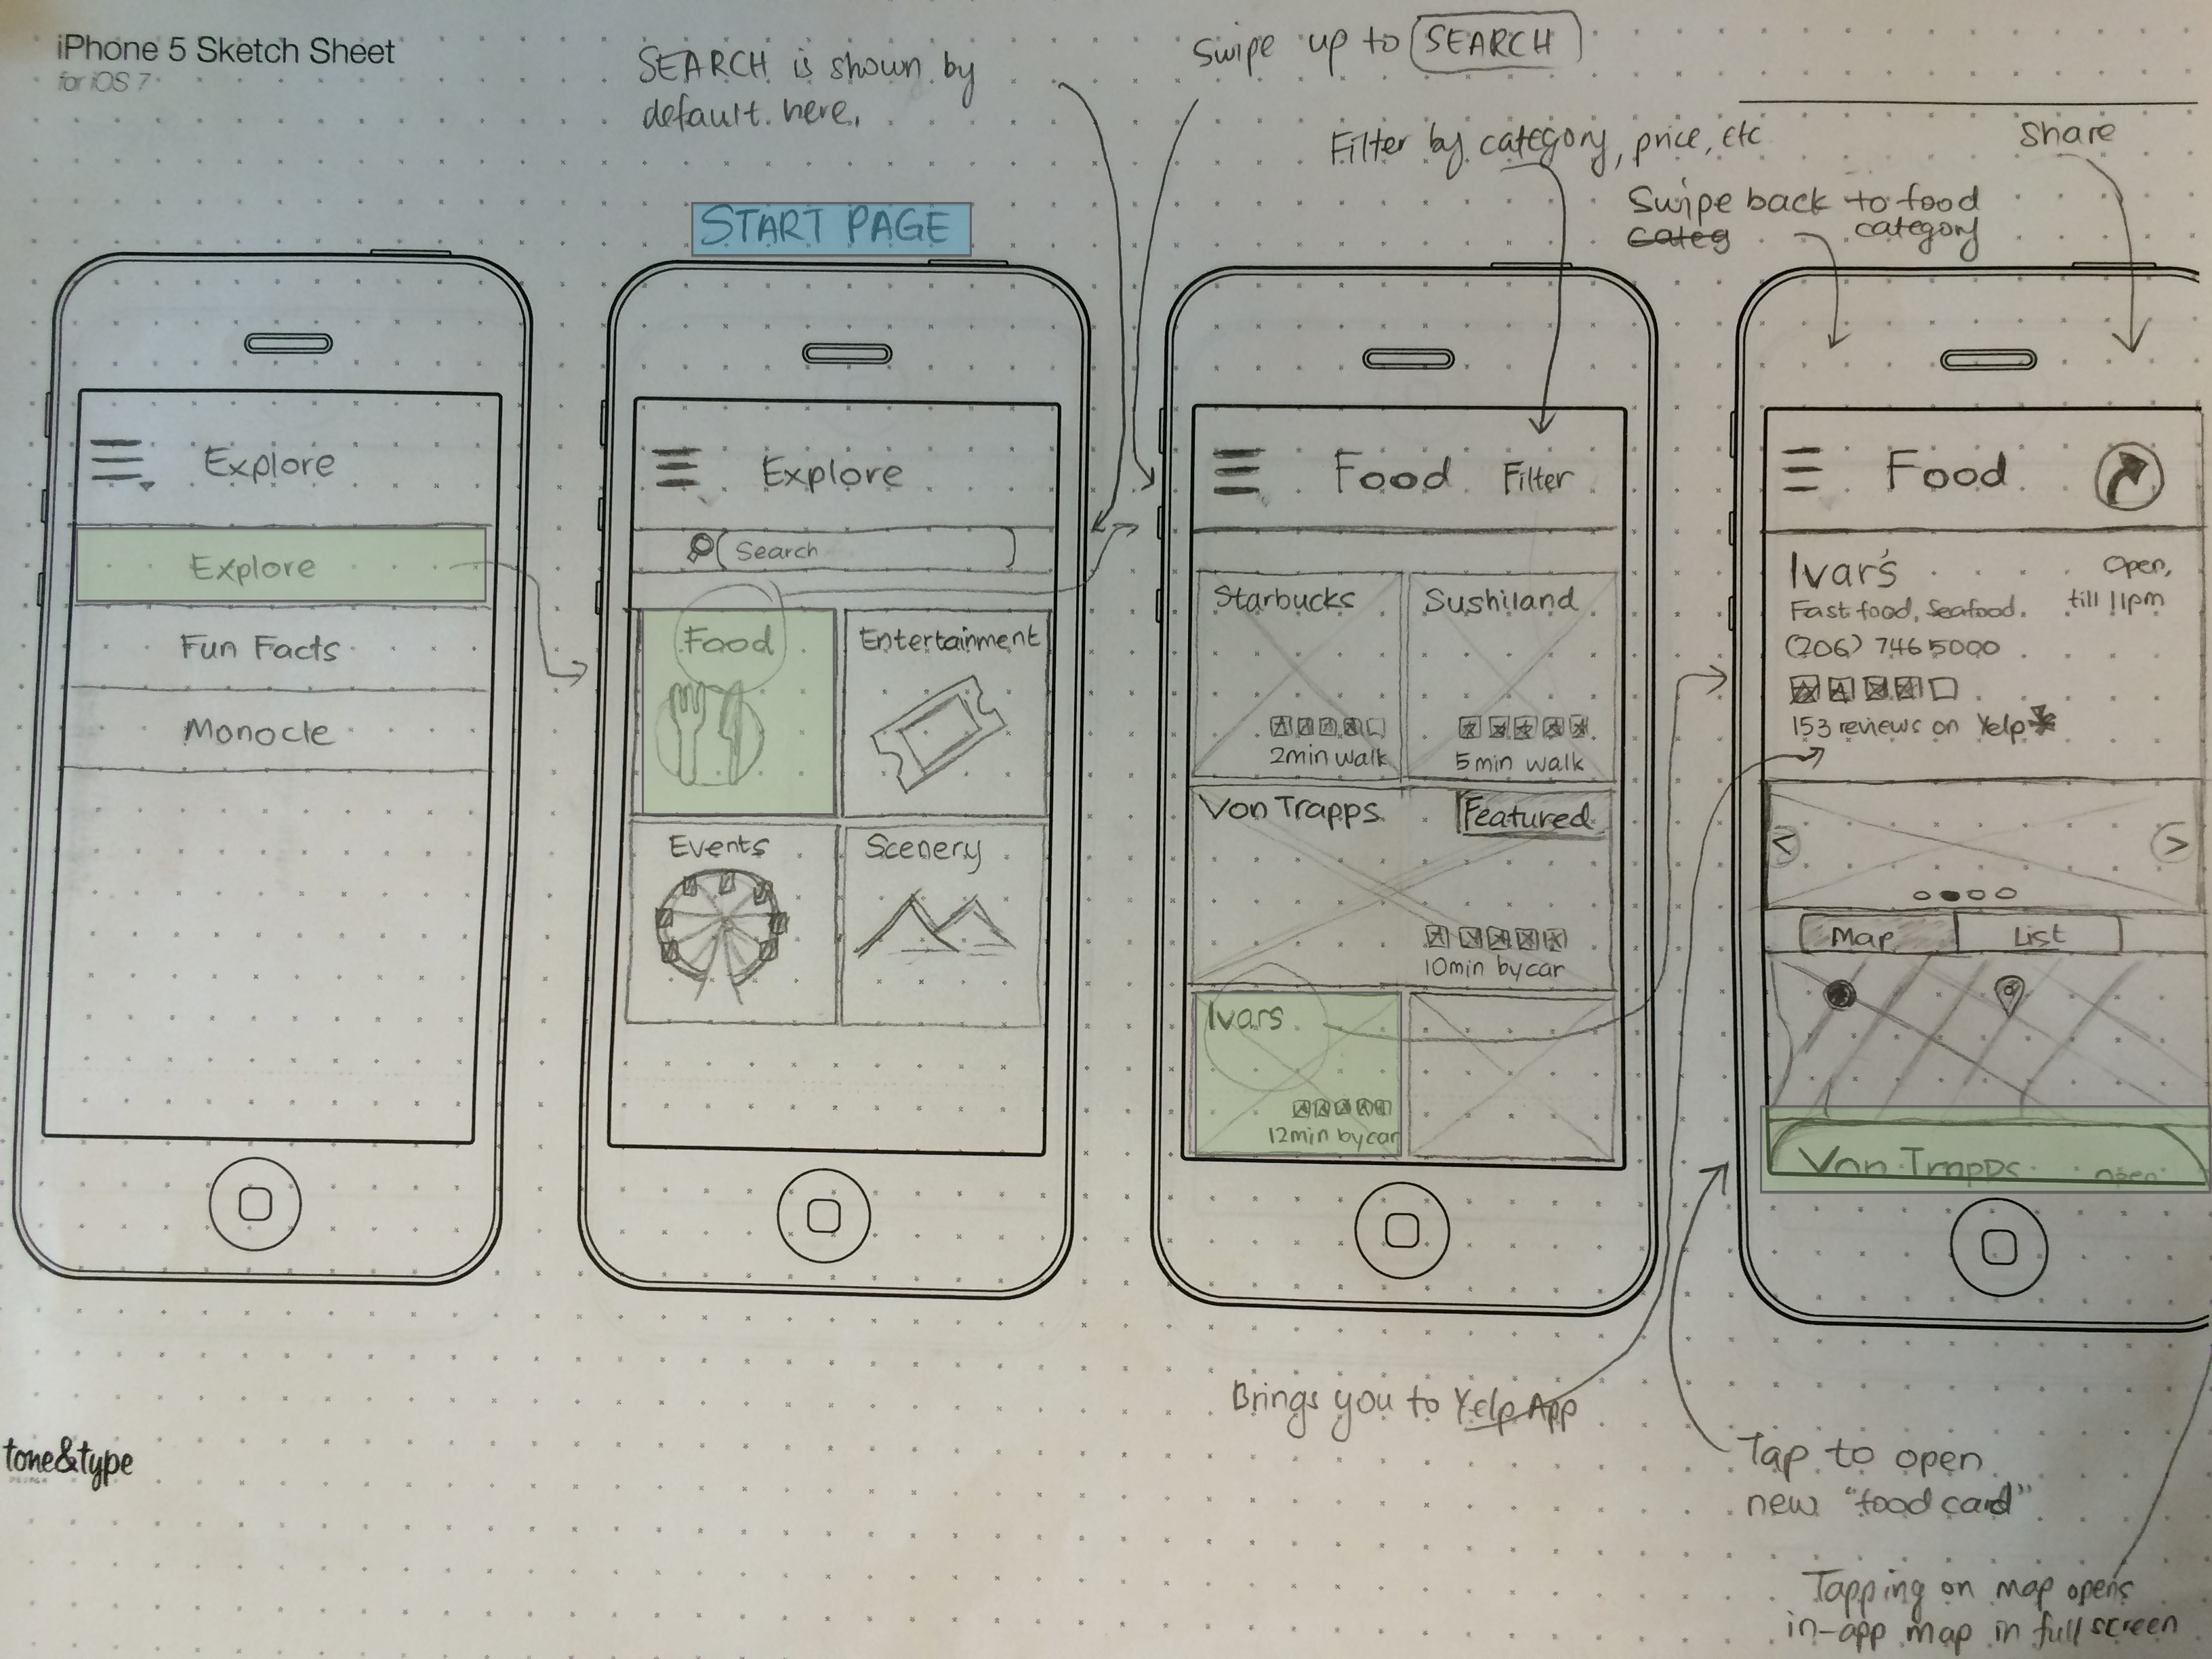 iPhone 5 Sketch Sheet
for iOS 7
SEARCH is shown by
default. here.
Swipe up to SEARCH
Filter by category, price, etc
Share
Swipe back to food
categ category
START PAGE
Explore
Explore
Fun Facts
Monocle
Explore
Search
Food
Entertainment
Events
Scenery
Food Filter
Starbucks
2min walk
Sushiland
5 min walk
Von Trapps Featured
10min by car
Ivars
12min by car
Food
Ivar's Open,
Fast food, Seafood. till 11pm
(206) 746 5000
153 reviews on Yelp
< >
Map List
Von Trapps open
Brings you to Yelp App
Tap to open
new "food card"
Tapping on map opens
in-app map in full screen
tone&type
DESIGN